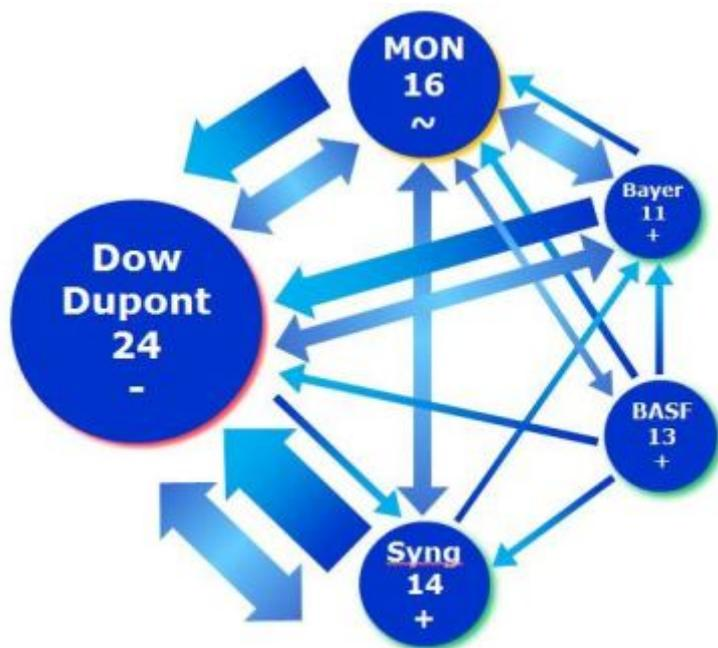 MON
16
~
Bayer
11
+
Dow
Dupont
24
-
BASF
13
+
Syng
14
+